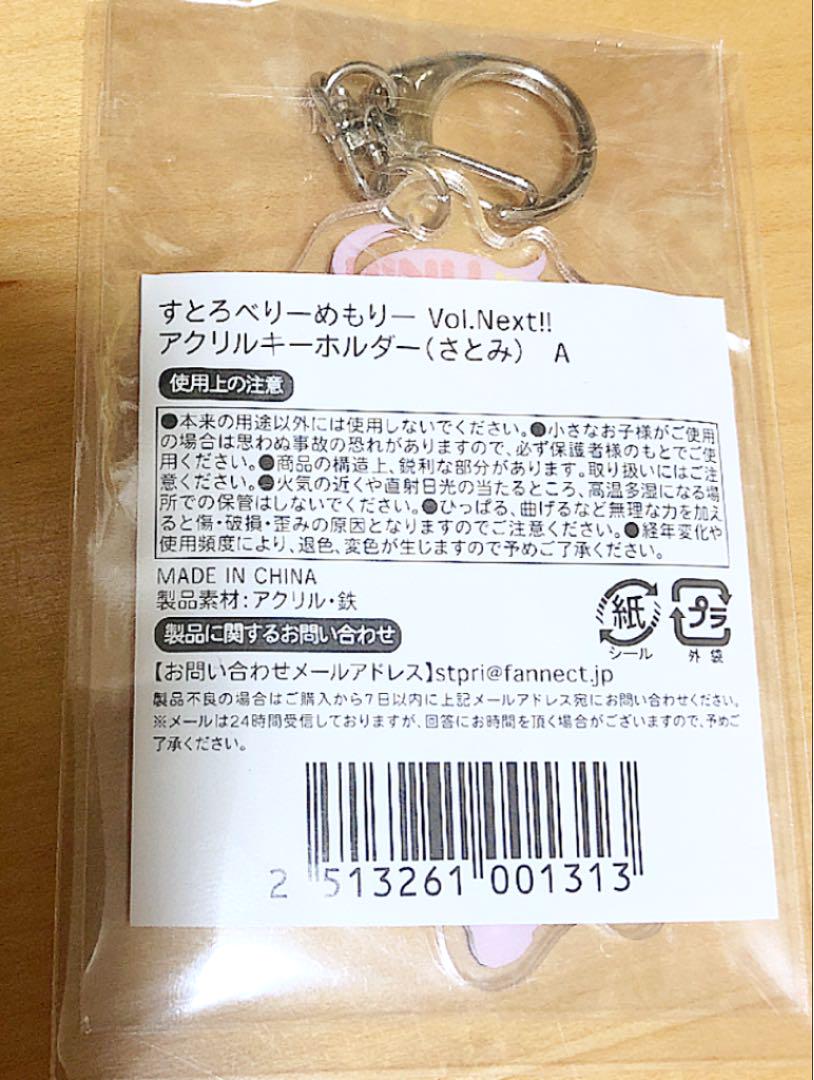 すとろべりーめもりー Vol.Next!!
アクリルキーホルダー(さとみ) A
使用上の注意
●本来の用途以外には使用しないでください。●小さなお子様がご使用
の場合は思わぬ事故の恐れがありますので、必ず保護者様のもとでご使
用ください。●商品の構造上、鋭利な部分があります。取り扱いにはご注
意ください。●火気の近くや直射日光の当たるところ、高温多湿になる場
所での保管はしないでください。●ひっぱる、曲げるなど無理な力を加え
ると傷・破損・歪みの原因となりますのでご注意ください。●経年変化や
使用頻度により、退色、変色が生じますので予めご了承ください。
MADE IN CHINA
製品素材:アクリル・鉄
紙
シール
プラ
外袋
製品に関するお問い合わせ
【お問い合わせメールアドレス】stpri@fannect.jp
製品不良の場合はご購入から7日以内に上記メールアドレス宛にお問い合わせください。
※メールは24時間受信しておりますが、回答にお時間を頂く場合がございますので、予めご
了承ください。
2 513261 001313